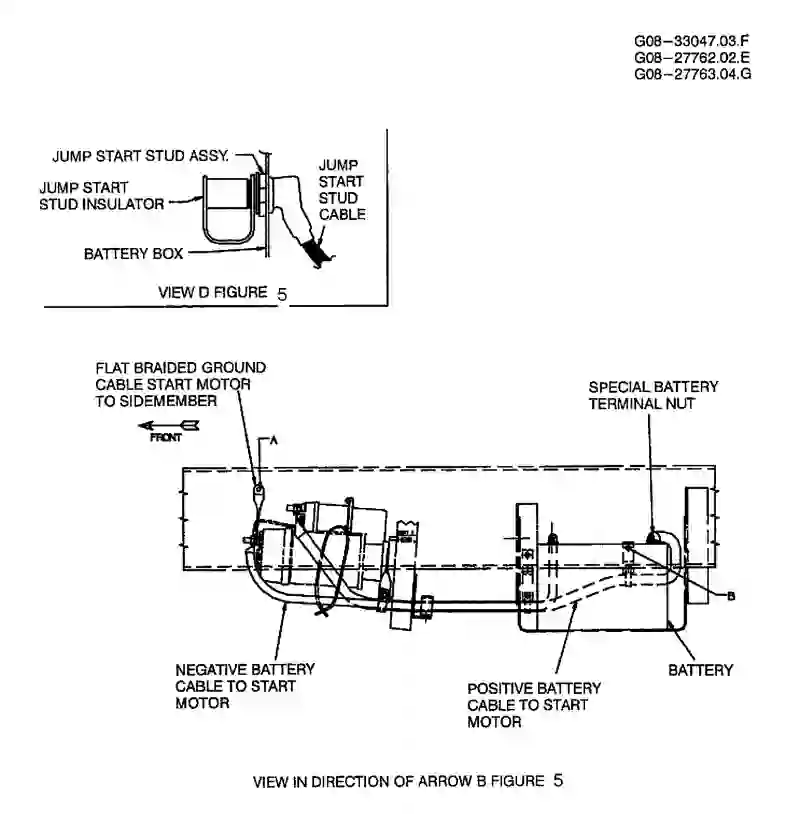 G08-33047.03.F
G08-27762.02.E
G08-27763.04.G
JUMP START STUD ASSY.
JUMP START
STUD INSULATOR
JUMP
START
STUD
CABLE
BATTERY BOX
VIEW D FIGURE 5
FLAT BRAIDED GROUND
CABLE START MOTOR
TO SIDEMEMBER
FRONT
A
SPECIAL BATTERY
TERMINAL NUT
B
NEGATIVE BATTERY
CABLE TO START
MOTOR
POSITIVE BATTERY
CABLE TO START
MOTOR
BATTERY
VIEW IN DIRECTION OF ARROW B FIGURE 5